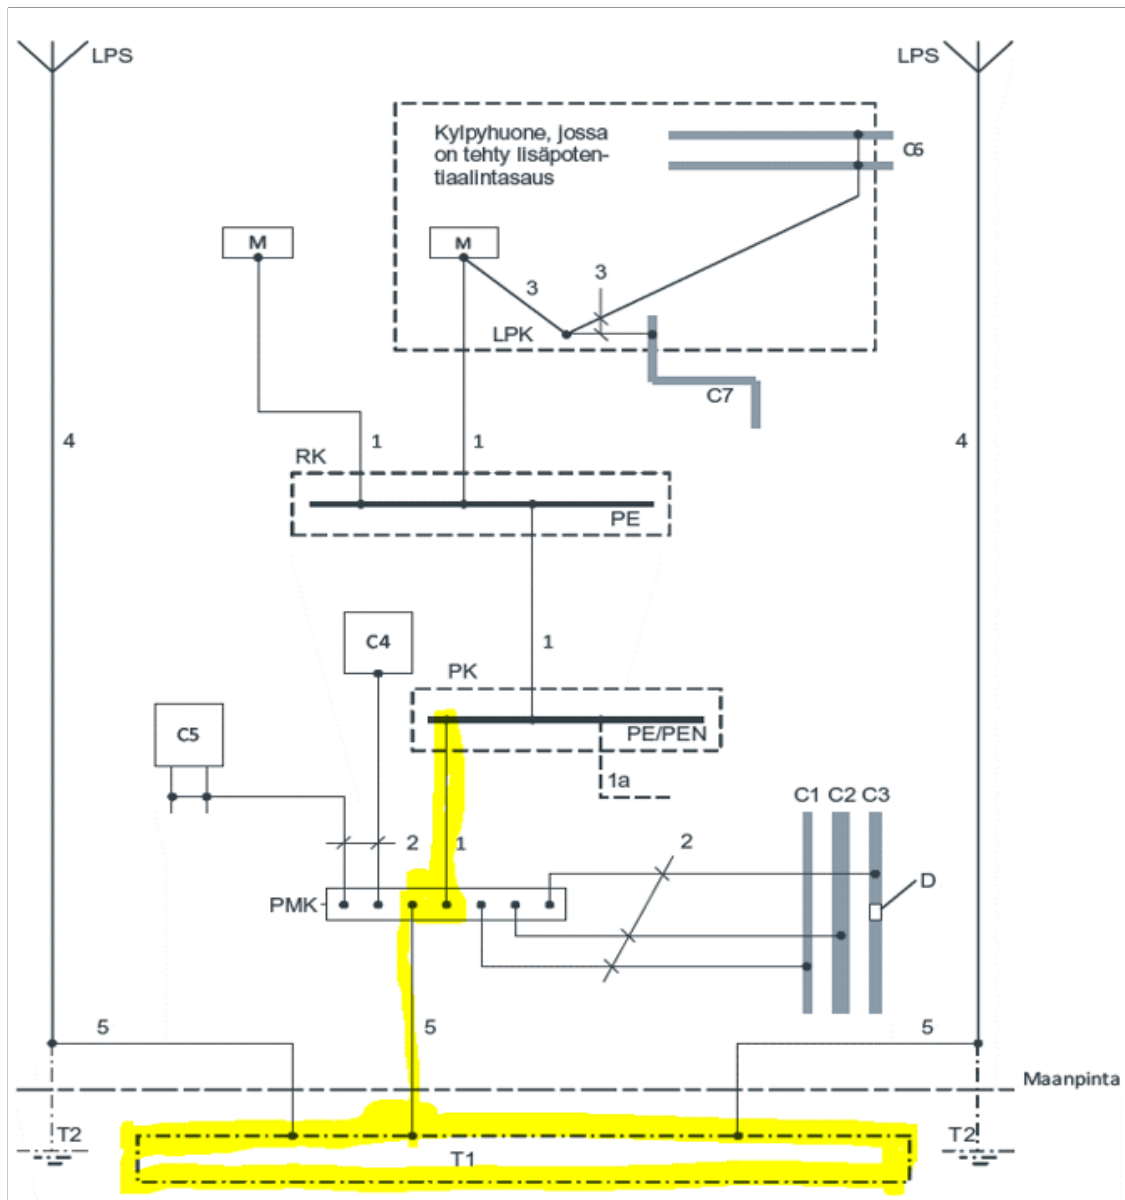 LPS
LPS
Kylpyhuone, jossa
on tehty lisäpoten-
tiaalintasaus
C6
M
M
3
3
LPK
C7
4
1
1
4
RK
PE
C4
1
PK
C5
PE/PEN
1a
C1 C2 C3
2
1
2
D
PMK
5
5
5
Maanpinta
T2
T2
T1